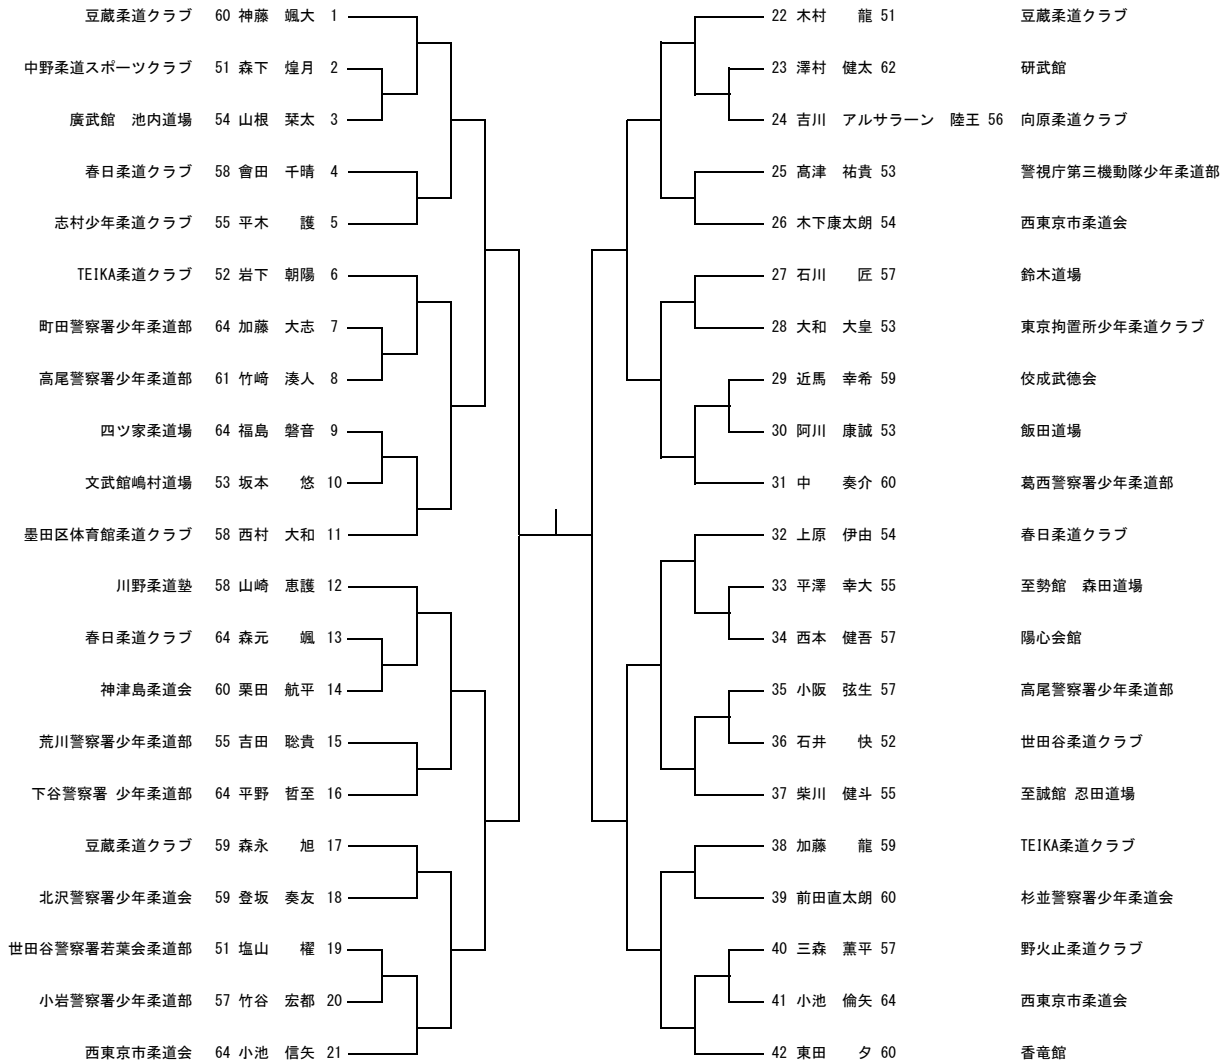 豆蔵柔道クラブ 60 神藤 颯大 1
中野柔道スポーツクラブ 51 森下 煌月 2
廣武館 池内道場 54 山根 栞太 3
春日柔道クラブ 58 會田 千晴 4
志村少年柔道クラブ 55 平木 護 5
TEIKA柔道クラブ 52 岩下 朝陽 6
町田警察署少年柔道部 64 加藤 大志 7
高尾警察署少年柔道部 61 竹﨑 湊人 8
四ツ家柔道場 64 福島 磐音 9
文武館嶋村道場 53 坂本 悠 10
墨田区体育館柔道クラブ 58 西村 大和 11
川野柔道塾 58 山崎 恵護 12
春日柔道クラブ 64 森元 颯 13
神津島柔道会 60 栗田 航平 14
荒川警察署少年柔道部 55 吉田 聡貴 15
下谷警察署 少年柔道部 64 平野 哲至 16
豆蔵柔道クラブ 59 森永 旭 17
北沢警察署少年柔道会 59 登坂 奏友 18
世田谷警察署若葉会柔道部 51 塩山 櫂 19
小岩警察署少年柔道部 57 竹谷 宏都 20
西東京市柔道会 64 小池 信矢 21
22 木村 龍 51 豆蔵柔道クラブ
23 澤村 健太 62 研武館
24 吉川 アルサラーン 陸王 56 向原柔道クラブ
25 髙津 祐貴 53 警視庁第三機動隊少年柔道部
26 木下康太朗 54 西東京市柔道会
27 石川 匠 57 鈴木道場
28 大和 大皇 53 東京拘置所少年柔道クラブ
29 近馬 幸希 59 佼成武徳会
30 阿川 康誠 53 飯田道場
31 中 奏介 60 葛西警察署少年柔道部
32 上原 伊由 54 春日柔道クラブ
33 平澤 幸大 55 至勢館 森田道場
34 西本 健吾 57 陽心会館
35 小阪 弦生 57 高尾警察署少年柔道部
36 石井 快 52 世田谷柔道クラブ
37 柴川 健斗 55 至誠館 忍田道場
38 加藤 龍 59 TEIKA柔道クラブ
39 前田直太朗 60 杉並警察署少年柔道会
40 三森 薫平 57 野火止柔道クラブ
41 小池 倫矢 64 西東京市柔道会
42 東田 夕 60 香竜館